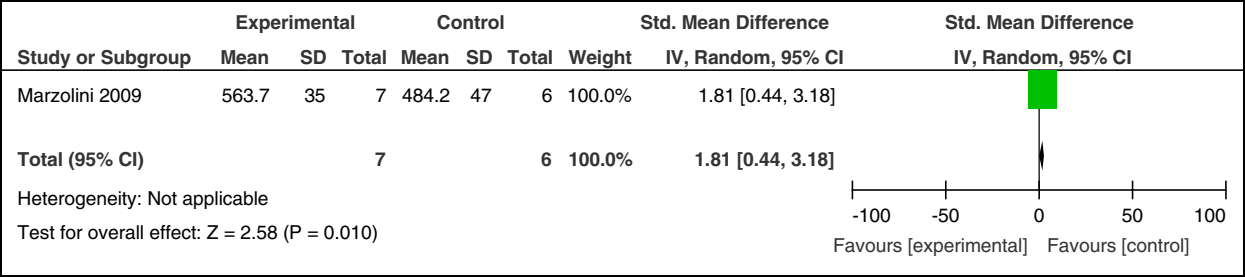 Experimental Control Std. Mean Difference Std. Mean Difference
Study or Subgroup Mean SD Total Mean SD Total Weight IV, Random, 95% CI IV, Random, 95% CI
Marzolini 2009 563.7 35 7 484.2 47 6 100.0% 1.81 [0.44, 3.18]
Total (95% CI) 7 6 100.0% 1.81 [0.44, 3.18]
Heterogeneity: Not applicable
Test for overall effect: Z = 2.58 (P = 0.010)
-100 -50 0 50 100
Favours [experimental] Favours [control]